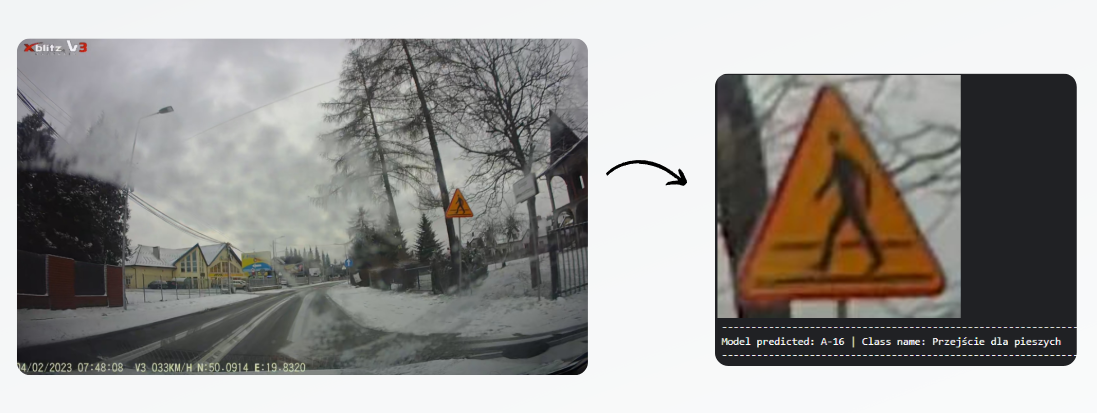 xblitz V3
04/02/2023 07:48:08 V3 033KM/H N:50.0914 E:19.8320
Model predicted: A-16 | Class name: Przejście dla pieszych